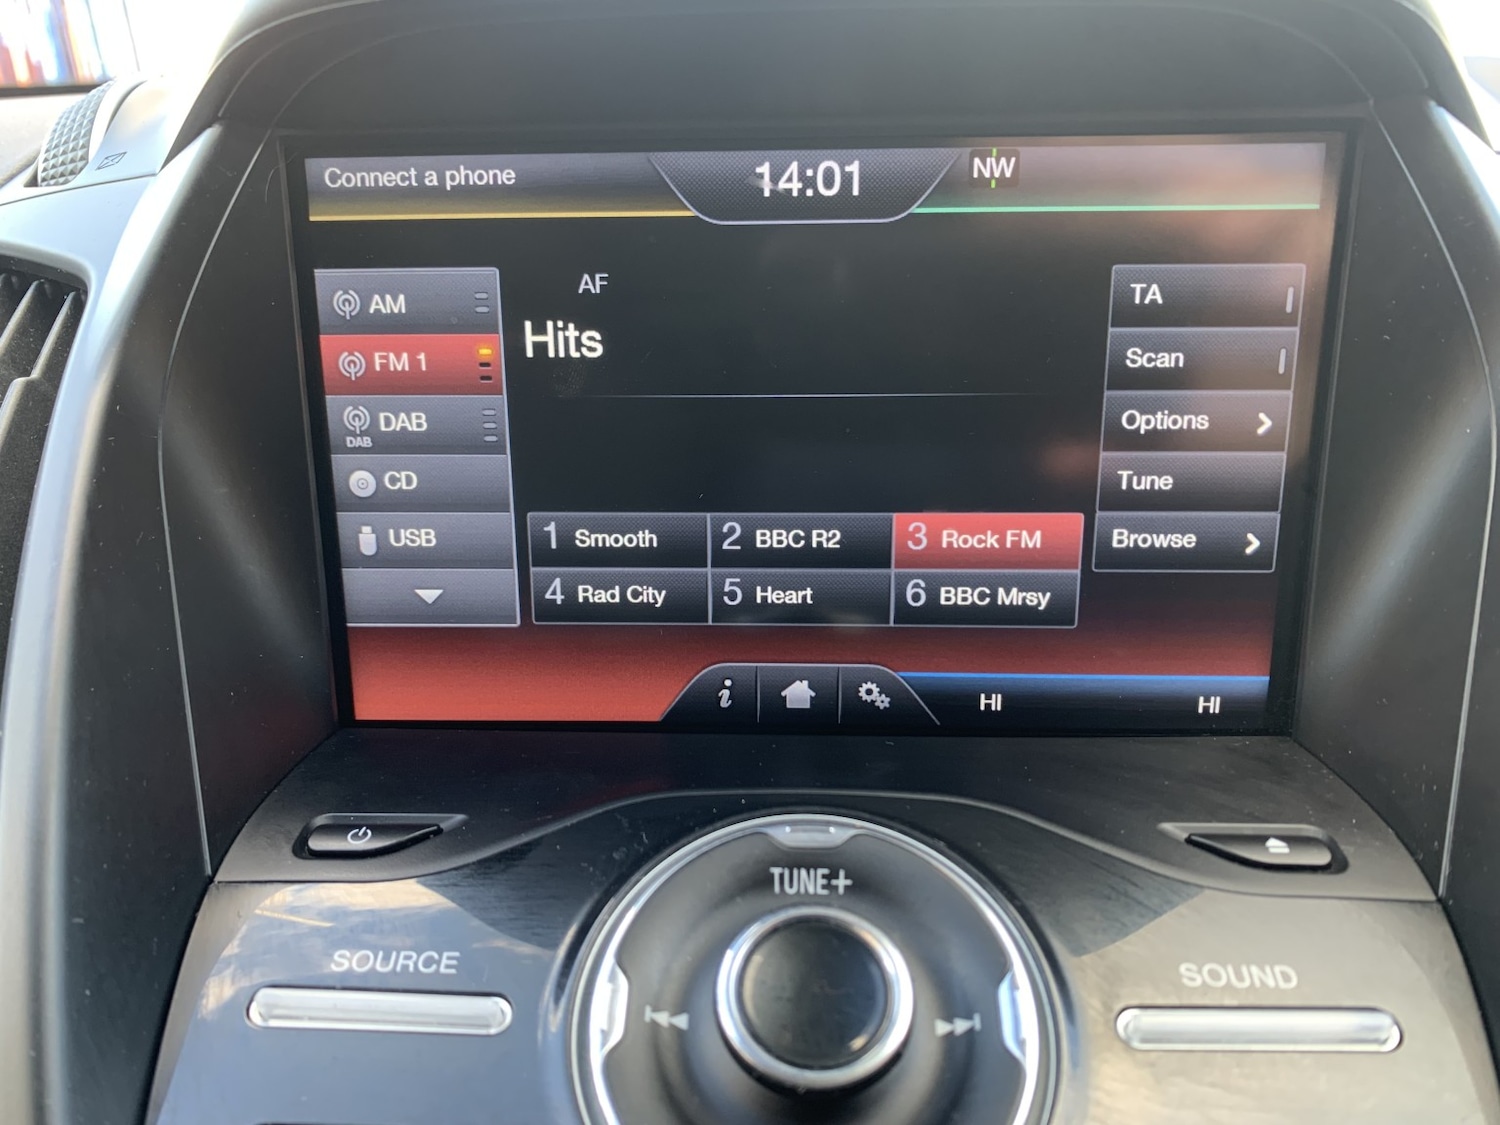 Connect a phone
14:01
NW
AF
Hits
AM
FM 1
DAB
DAB
CD
USB
TA
Scan
Options
Tune
Browse
1 Smooth
2 BBC R2
3 Rock FM
4 Rad City
5 Heart
6 BBC Mrsy
i
HI
HI
TUNE+
SOURCE
SOUND